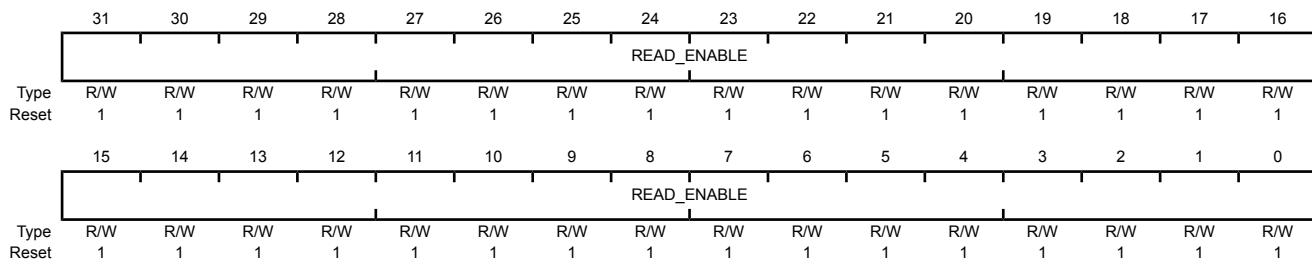 31 30 29 28 27 26 25 24 23 22 21 20 19 18 17 16
READ_ENABLE
Type R/W R/W R/W R/W R/W R/W R/W R/W R/W R/W R/W R/W R/W R/W R/W R/W
Reset 1 1 1 1 1 1 1 1 1 1 1 1 1 1 1 1
15 14 13 12 11 10 9 8 7 6 5 4 3 2 1 0
READ_ENABLE
Type R/W R/W R/W R/W R/W R/W R/W R/W R/W R/W R/W R/W R/W R/W R/W R/W
Reset 1 1 1 1 1 1 1 1 1 1 1 1 1 1 1 1